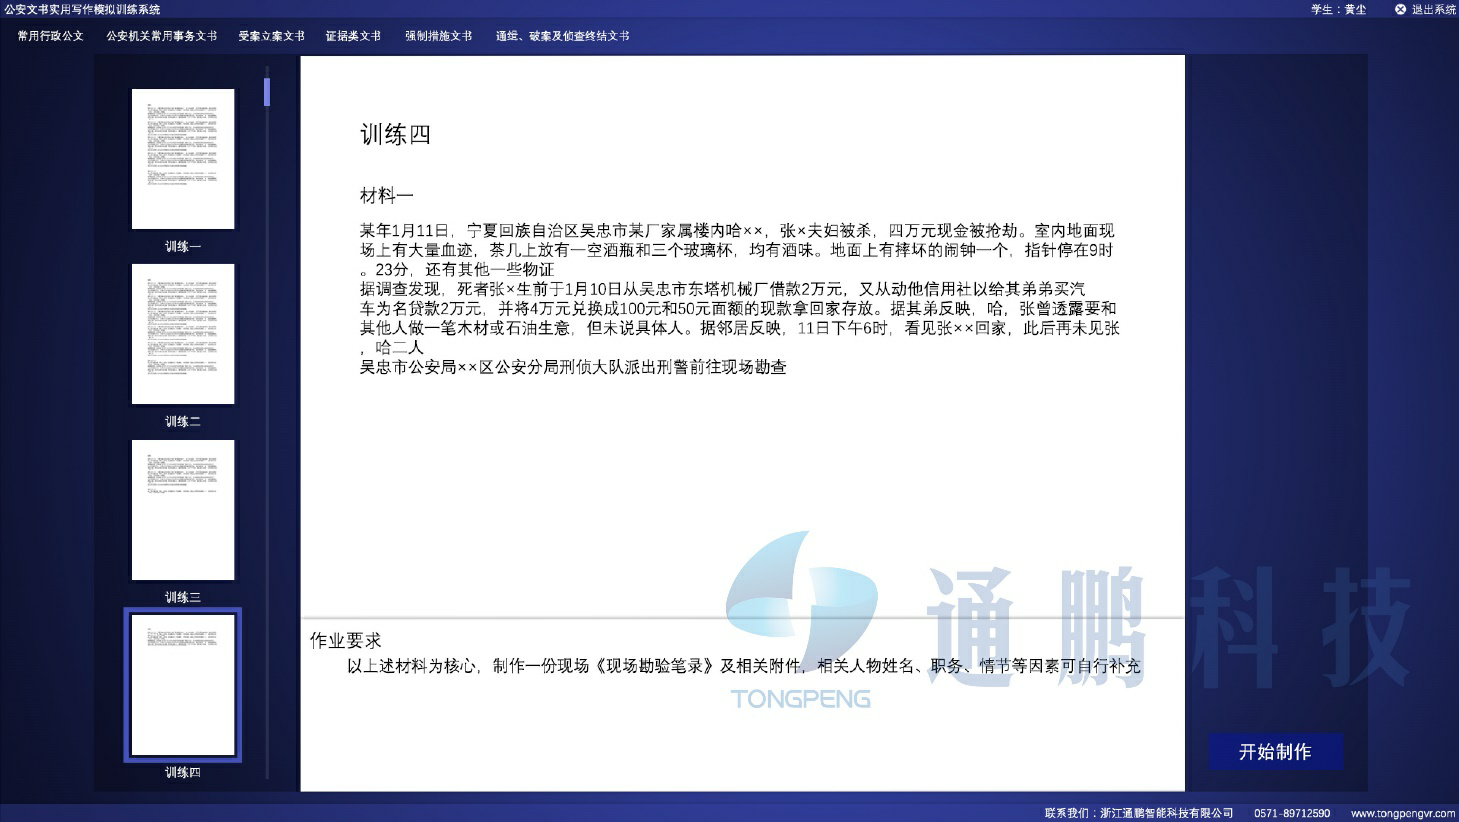 公安文书实用写作模拟训练系统
学生：黄尘
退出系统
常用行政公文
公安机关常用事务文书
受案立案文书
证据类文书
强制措施文书
通缉、破案及侦查终结文书
训练一
训练二
训练三
训练四
训练四
材料一
某年1月11日，宁夏回族自治区吴忠市某厂家属楼内哈××，张×夫妇被杀，四万元现金被抢劫。室内地面现
场上有大量血迹，茶几上放有一空酒瓶和三个玻璃杯，均有酒味。地面上有摔坏的闹钟一个，指针停在9时
。23分，还有其他一些物证
据调查发现，死者张×生前于1月10日从吴忠市东塔机械厂借款2万元，又从动他信用社以给其弟弟买汽
车为名贷款2万元，并将4万元兑换成100元和50元面额的现款拿回家存放。据其弟反映，哈，张曾透露要和
其他人做一笔木材或石油生意，但未说具体人。据邻居反映，11日下午6时，看见张××回家，此后再未见张
，哈二人
吴忠市公安局××区公安分局刑侦大队派出刑警前往现场勘查
作业要求
以上述材料为核心，制作一份现场《现场勘验笔录》及相关附件，相关人物姓名、职务、情节等因素可自行补充
通鹏科技
TONGPENG
开始制作
联系我们：浙江通鹏智能科技有限公司
0571-89712590
www.tongpengvr.com